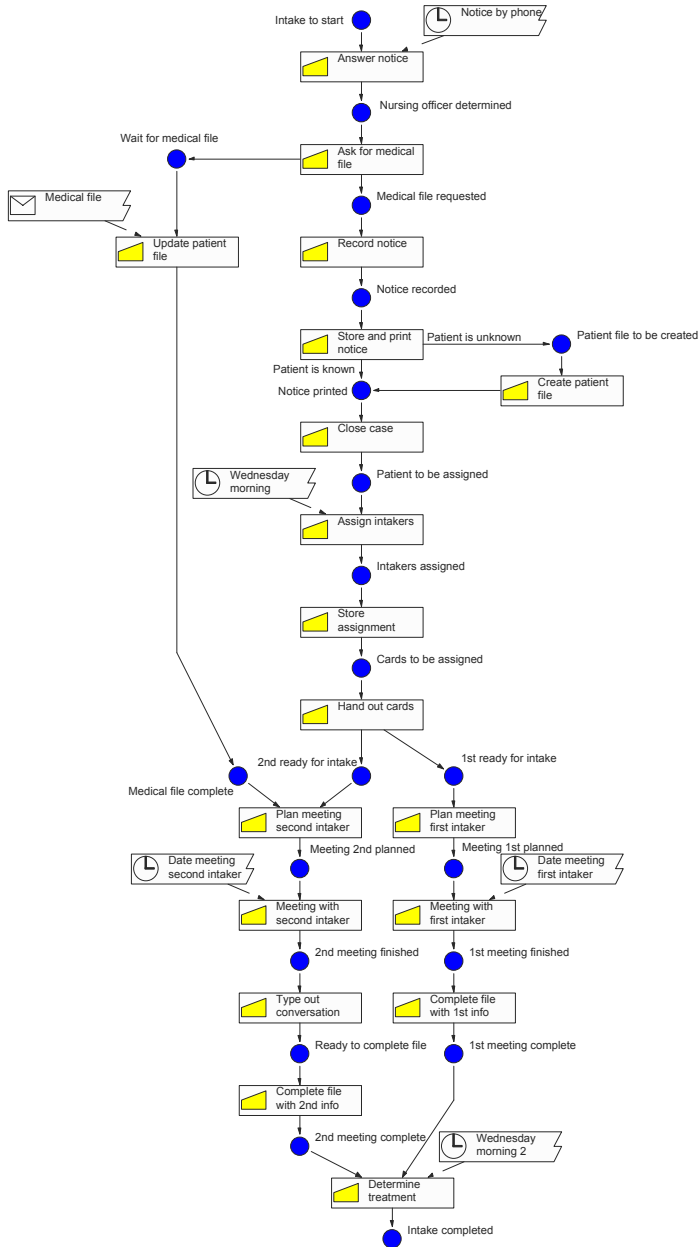 Intake to start
Notice by phone
Answer notice
Nursing officer determined
Wait for medical file
Ask for medical
file
Medical file
Medical file requested
Update patient
file
Record notice
Notice recorded
Store and print
notice
Patient is unknown
Patient file to be created
Patient is known
Notice printed
Create patient
file
Close case
Wednesday
morning
Patient to be assigned
Assign intakers
Intakers assigned
Store
assignment
Cards to be assigned
Hand out cards
2nd ready for intake
1st ready for intake
Medical file complete
Plan meeting
second intaker
Plan meeting
first intaker
Meeting 2nd planned
Meeting 1st planned
Date meeting
second intaker
Date meeting
first intaker
Meeting with
second intaker
Meeting with
first intaker
2nd meeting finished
1st meeting finished
Type out
conversation
Complete file
with 1st info
Ready to complete file
1st meeting complete
Complete file
with 2nd info
2nd meeting complete
Wednesday
morning 2
Determine
treatment
Intake completed